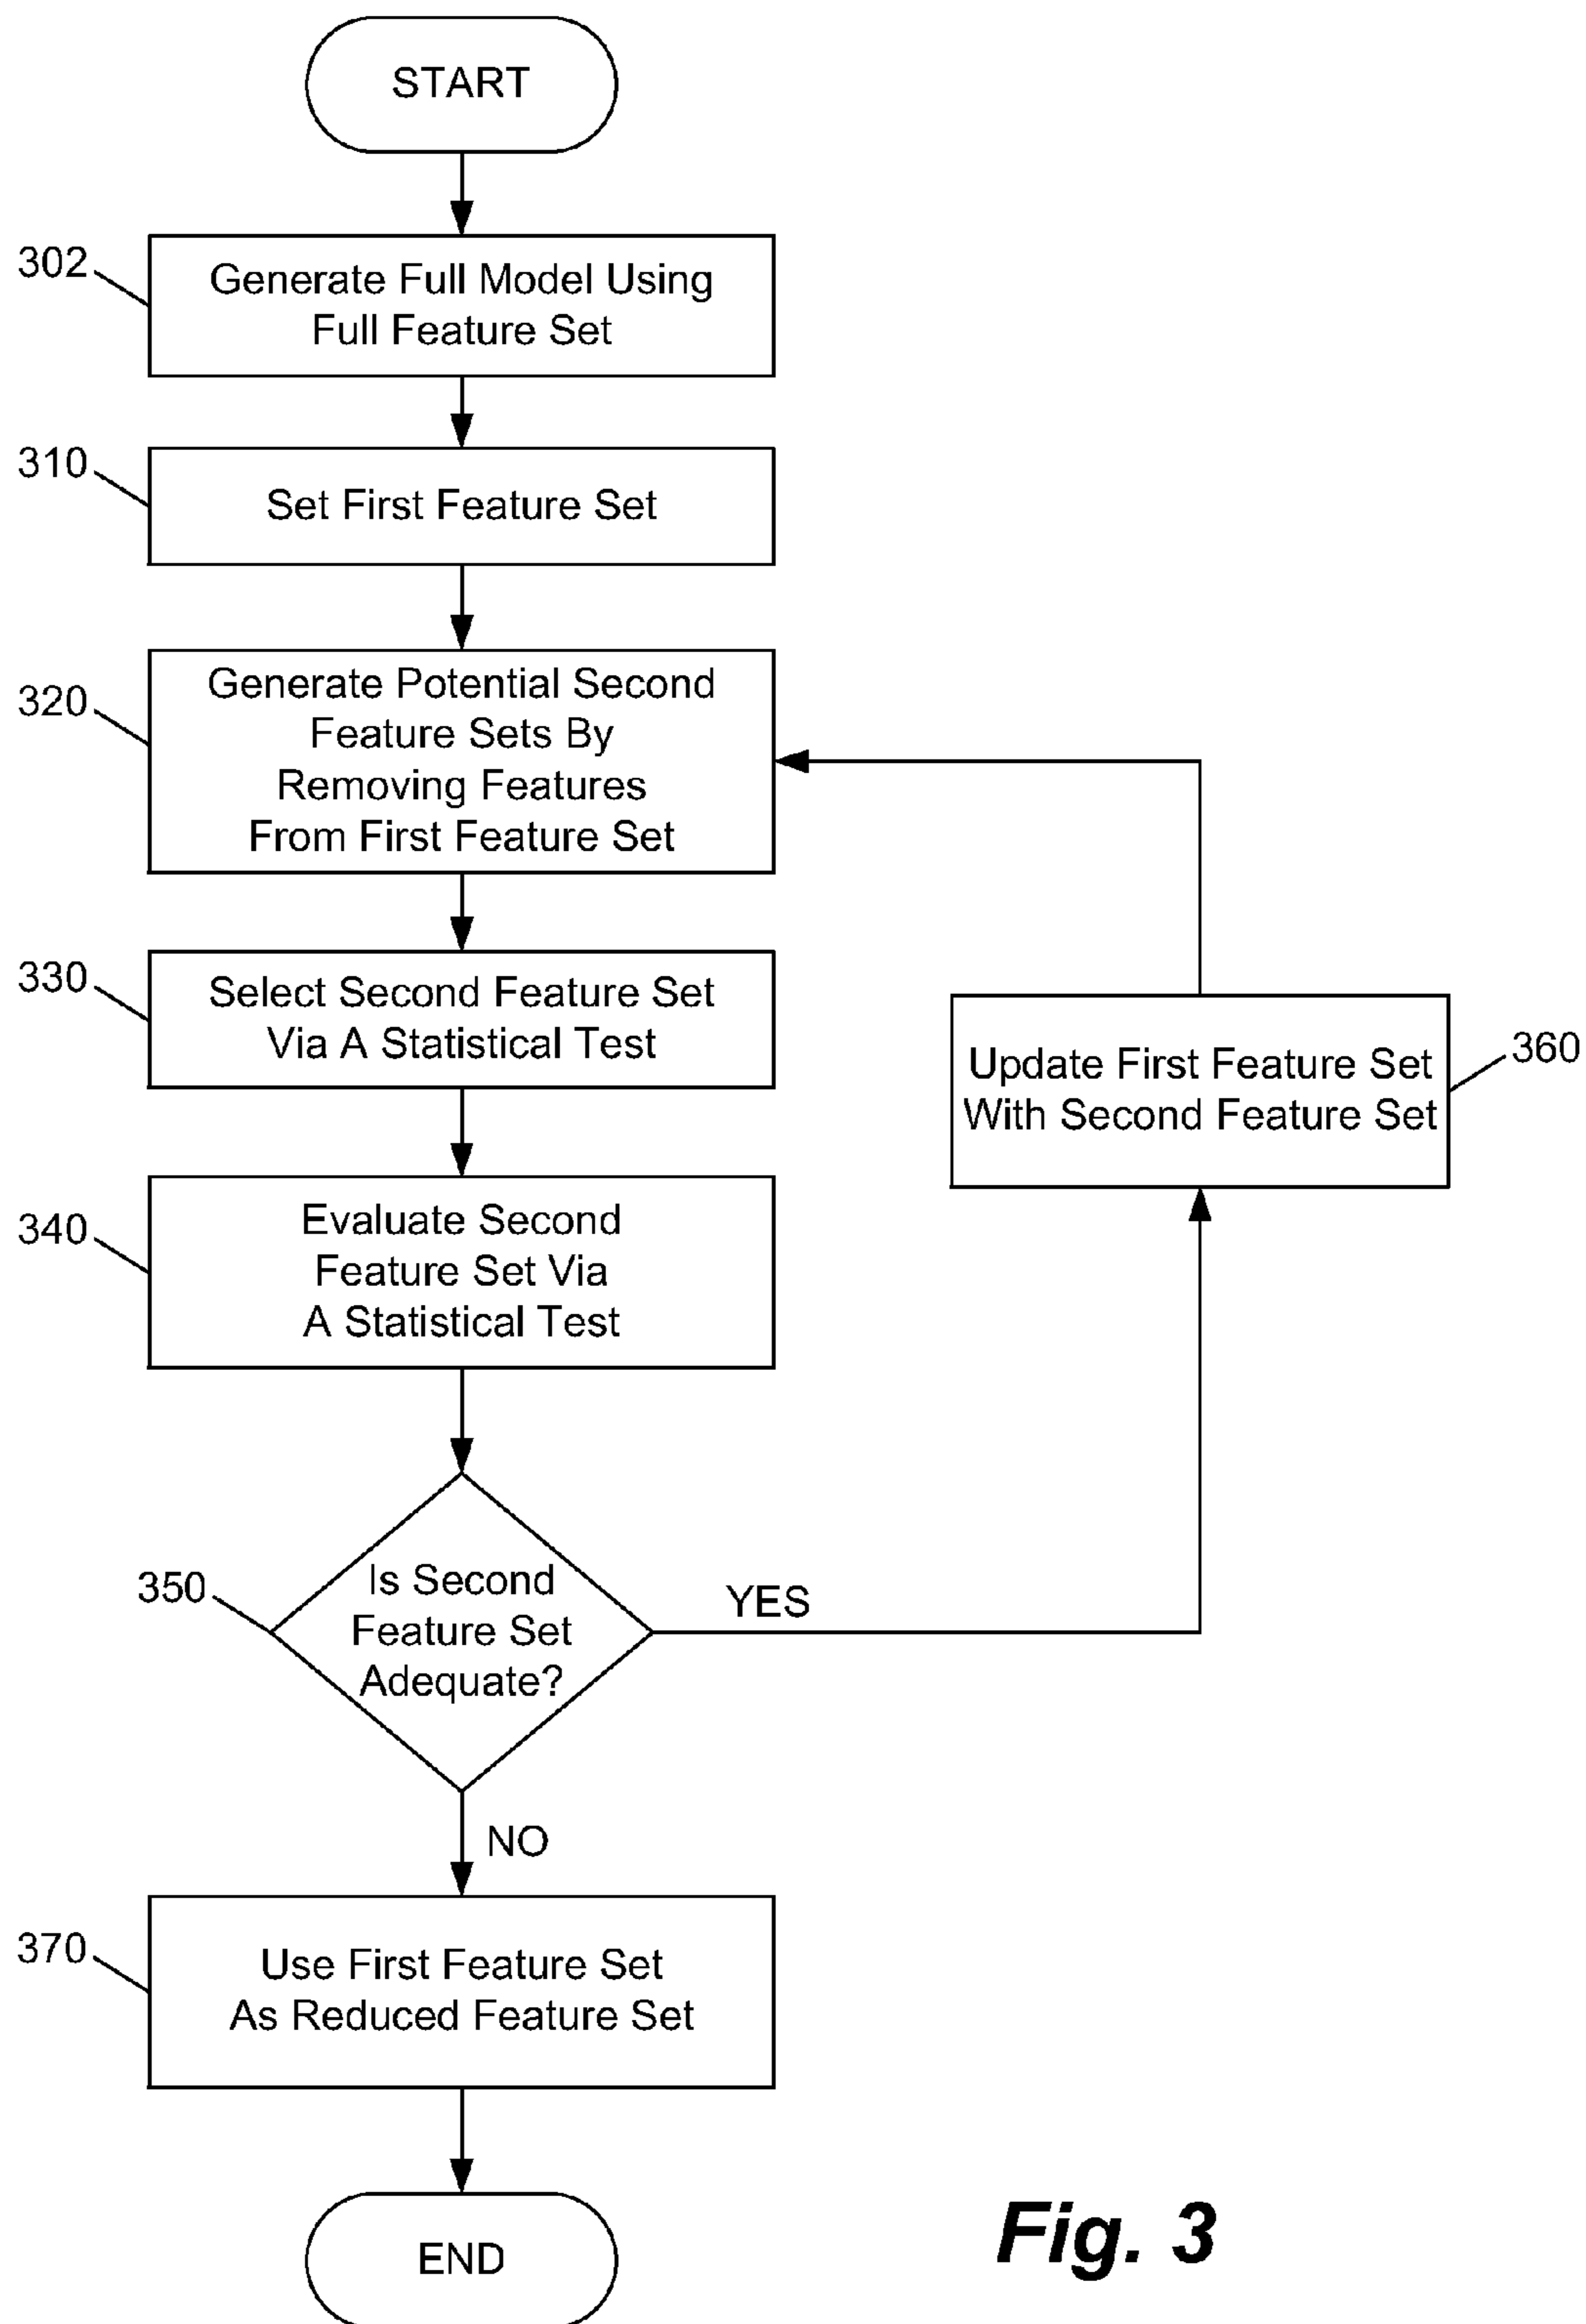 START
302
Generate Full Model Using
Full Feature Set
310
Set First Feature Set
320
Generate Potential Second
Feature Sets By
Removing Features
From First Feature Set
330
Select Second Feature Set
Via A Statistical Test
360
Update First Feature Set
With Second Feature Set
340
Evaluate Second
Feature Set Via
A Statistical Test
350
Is Second
Feature Set
Adequate?
YES
NO
370
Use First Feature Set
As Reduced Feature Set
END
Fig. 3